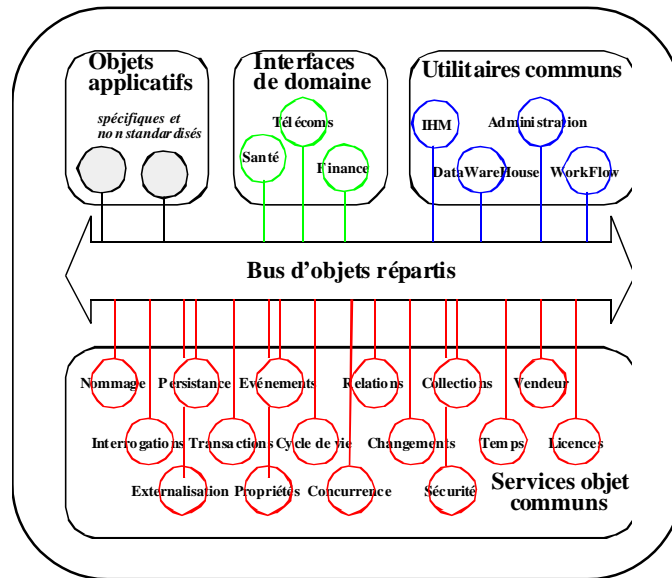 Objets
applicatifs
spécifiques et
non standardisés
Interfaces
de domaine
Télécoms
Santé
Finance
Utilitaires communs
IHM
Administration
DataWareHouse
WorkFlow
Bus d'objets répartis
Nommage
Persistance
Evénements
Relations
Collections
Vendeur
Interrogations
Transactions
Cycle de vie
Changements
Temps
Licences
Externalisation
Propriétés
Concurrence
Sécurité
Services objet
communs